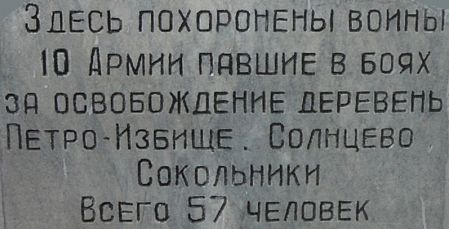 Здесь похоронены воины
10 Армии павшие в боях
за освобождение деревень
Петро-Избище. Солнцево
Сокольники
Всего 57 человек